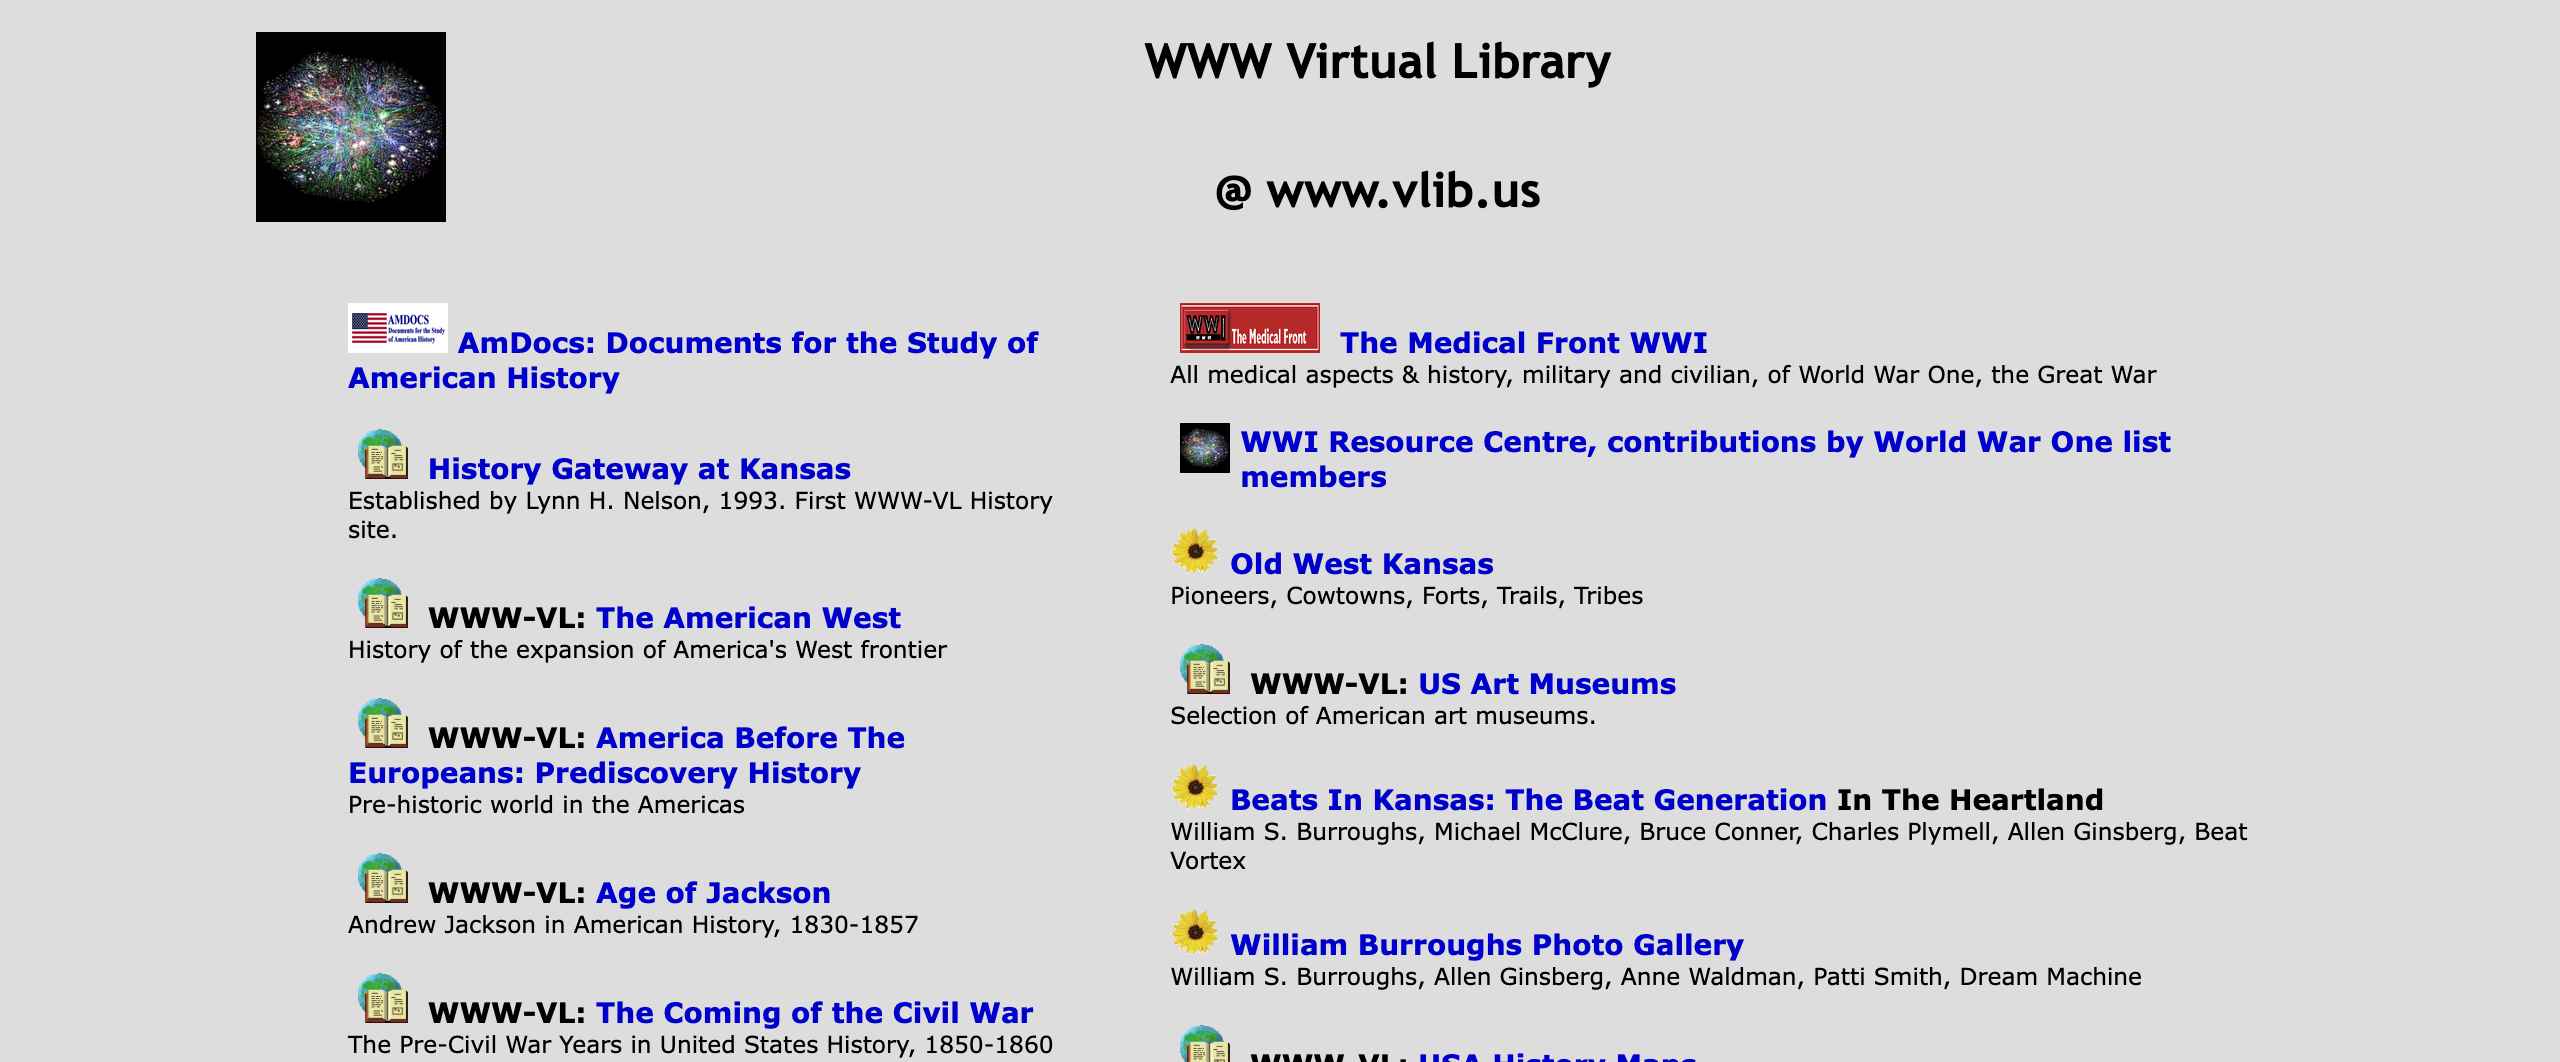 WWW Virtual Library
@ www.vlib.us
AMDOCS
Documents for the Study
of American History
AmDocs: Documents for the Study of
American History
History Gateway at Kansas
Established by Lynn H. Nelson, 1993. First WWW-VL History
site.
WWW-VL: The American West
History of the expansion of America's West frontier
WWW-VL: America Before The
Europeans: Prediscovery History
Pre-historic world in the Americas
WWW-VL: Age of Jackson
Andrew Jackson in American History, 1830-1857
WWW-VL: The Coming of the Civil War
The Pre-Civil War Years in United States History, 1850-1860
WWI
The Medical Front
The Medical Front WWI
All medical aspects & history, military and civilian, of World War One, the Great War
WWI Resource Centre, contributions by World War One list
members
Old West Kansas
Pioneers, Cowtowns, Forts, Trails, Tribes
WWW-VL: US Art Museums
Selection of American art museums.
Beats In Kansas: The Beat Generation In The Heartland
William S. Burroughs, Michael McClure, Bruce Conner, Charles Plymell, Allen Ginsberg, Beat
Vortex
William Burroughs Photo Gallery
William S. Burroughs, Allen Ginsberg, Anne Waldman, Patti Smith, Dream Machine
WWW-VL: USA History Maps